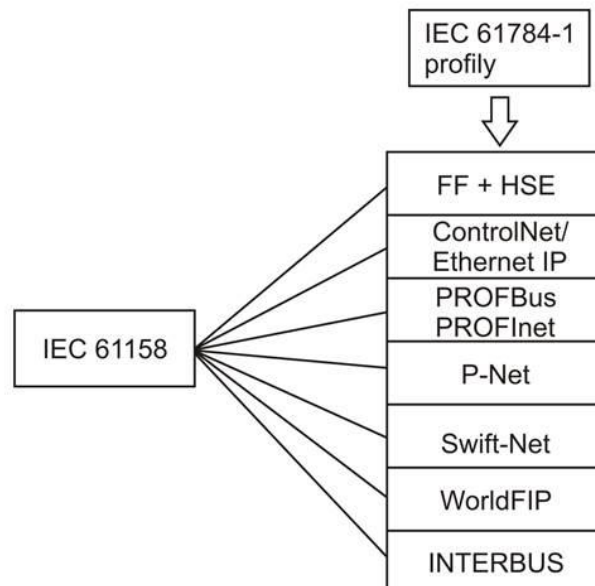 IEC 61784-1
profily
FF + HSE
ControlNet/
Ethernet IP
PROFBus
PROFInet
IEC 61158
P-Net
Swift-Net
WorldFIP
INTERBUS